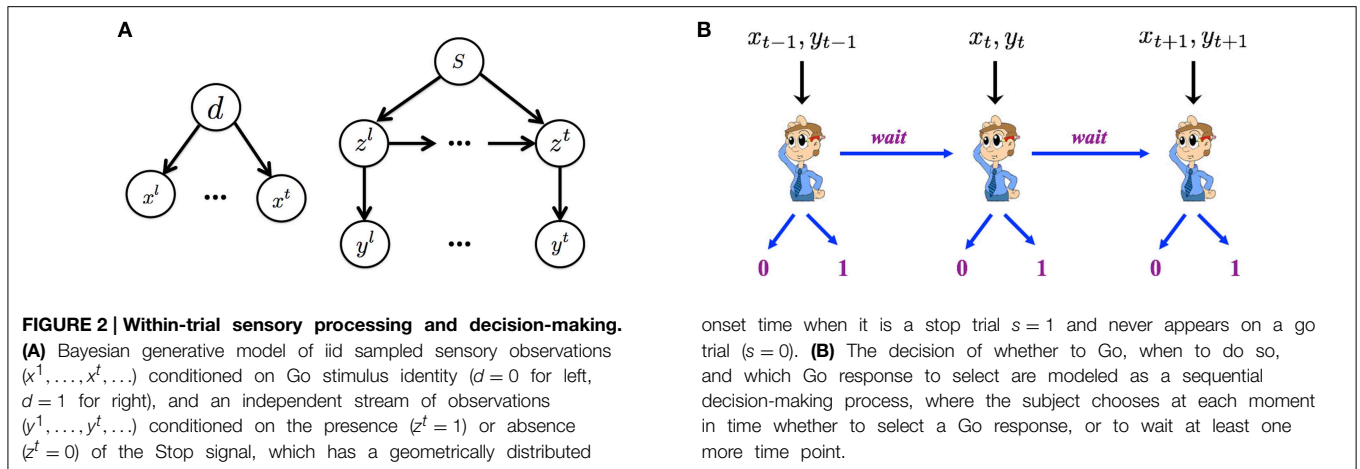 A
d
x^l ... x^t
S
z^l ... z^t
y^l ... y^t
B
x_{t-1}, y_{t-1} x_t, y_t x_{t+1}, y_{t+1}
wait wait
0 1 0 1 0 1
FIGURE 2 | Within-trial sensory processing and decision-making.
(A) Bayesian generative model of iid sampled sensory observations
(x^1, ..., x^t, ...) conditioned on Go stimulus identity (d = 0 for left,
d = 1 for right), and an independent stream of observations
(y^1, ..., y^t, ...) conditioned on the presence (z^t = 1) or absence
(z^t = 0) of the Stop signal, which has a geometrically distributed
onset time when it is a stop trial s = 1 and never appears on a go
trial (s = 0). (B) The decision of whether to Go, when to do so,
and which Go response to select are modeled as a sequential
decision-making process, where the subject chooses at each moment
in time whether to select a Go response, or to wait at least one
more time point.